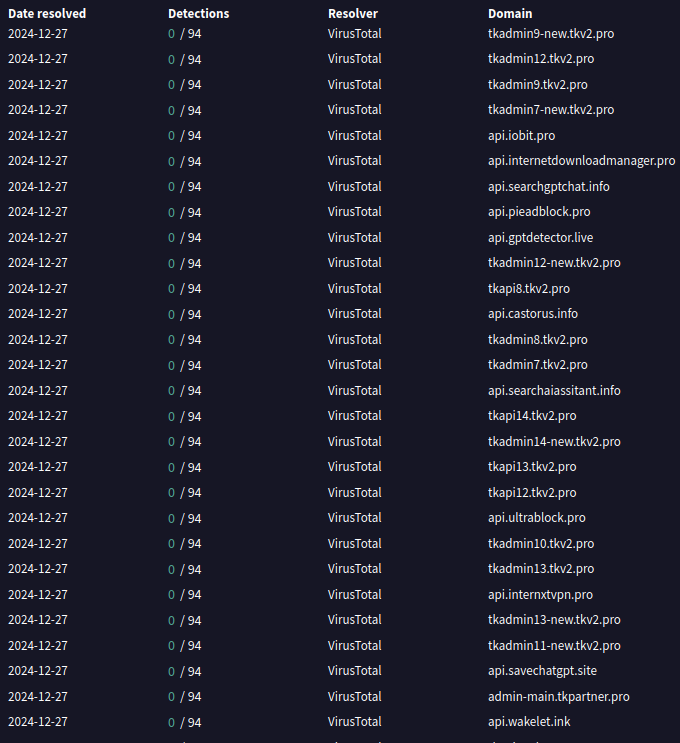 Date resolved Detections Resolver Domain
2024-12-27 0 / 94 VirusTotal tkadmin9-new.tkv2.pro
2024-12-27 0 / 94 VirusTotal tkadmin12.tkv2.pro
2024-12-27 0 / 94 VirusTotal tkadmin9.tkv2.pro
2024-12-27 0 / 94 VirusTotal tkadmin7-new.tkv2.pro
2024-12-27 0 / 94 VirusTotal api.iobit.pro
2024-12-27 0 / 94 VirusTotal api.internetdownloadmanager.pro
2024-12-27 0 / 94 VirusTotal api.searchgptchat.info
2024-12-27 0 / 94 VirusTotal api.pieadblock.pro
2024-12-27 0 / 94 VirusTotal api.gptdetector.live
2024-12-27 0 / 94 VirusTotal tkadmin12-new.tkv2.pro
2024-12-27 0 / 94 VirusTotal tkapi8.tkv2.pro
2024-12-27 0 / 94 VirusTotal api.castorus.info
2024-12-27 0 / 94 VirusTotal tkadmin8.tkv2.pro
2024-12-27 0 / 94 VirusTotal tkadmin7.tkv2.pro
2024-12-27 0 / 94 VirusTotal api.searchaiassitant.info
2024-12-27 0 / 94 VirusTotal tkapi14.tkv2.pro
2024-12-27 0 / 94 VirusTotal tkadmin14-new.tkv2.pro
2024-12-27 0 / 94 VirusTotal tkapi13.tkv2.pro
2024-12-27 0 / 94 VirusTotal tkapi12.tkv2.pro
2024-12-27 0 / 94 VirusTotal api.ultrablock.pro
2024-12-27 0 / 94 VirusTotal tkadmin10.tkv2.pro
2024-12-27 0 / 94 VirusTotal tkadmin13.tkv2.pro
2024-12-27 0 / 94 VirusTotal api.internxtvpn.pro
2024-12-27 0 / 94 VirusTotal tkadmin13-new.tkv2.pro
2024-12-27 0 / 94 VirusTotal tkadmin11-new.tkv2.pro
2024-12-27 0 / 94 VirusTotal api.savechatgpt.site
2024-12-27 0 / 94 VirusTotal admin-main.tkpartner.pro
2024-12-27 0 / 94 VirusTotal api.wakelet.ink